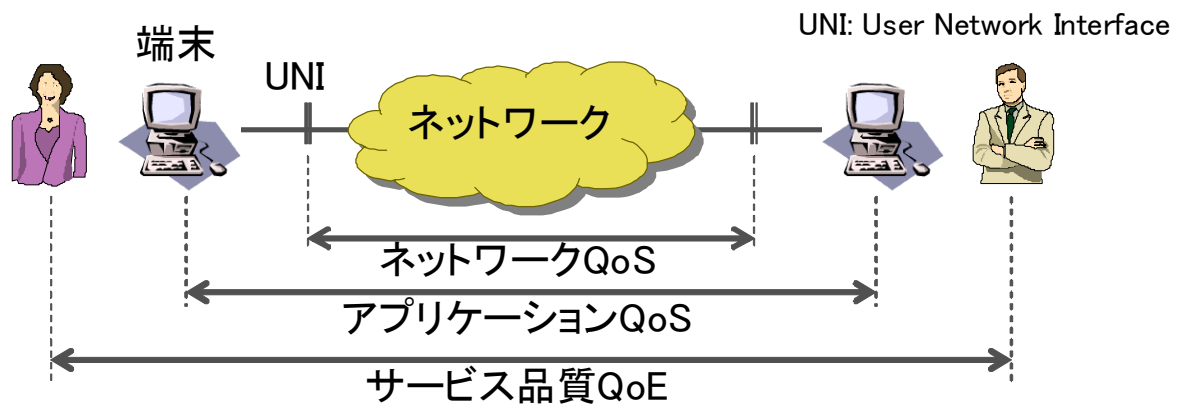 UNI: User Network Interface
端末
UNI
ネットワーク
ネットワークQoS
アプリケーションQoS
サービス品質QoE